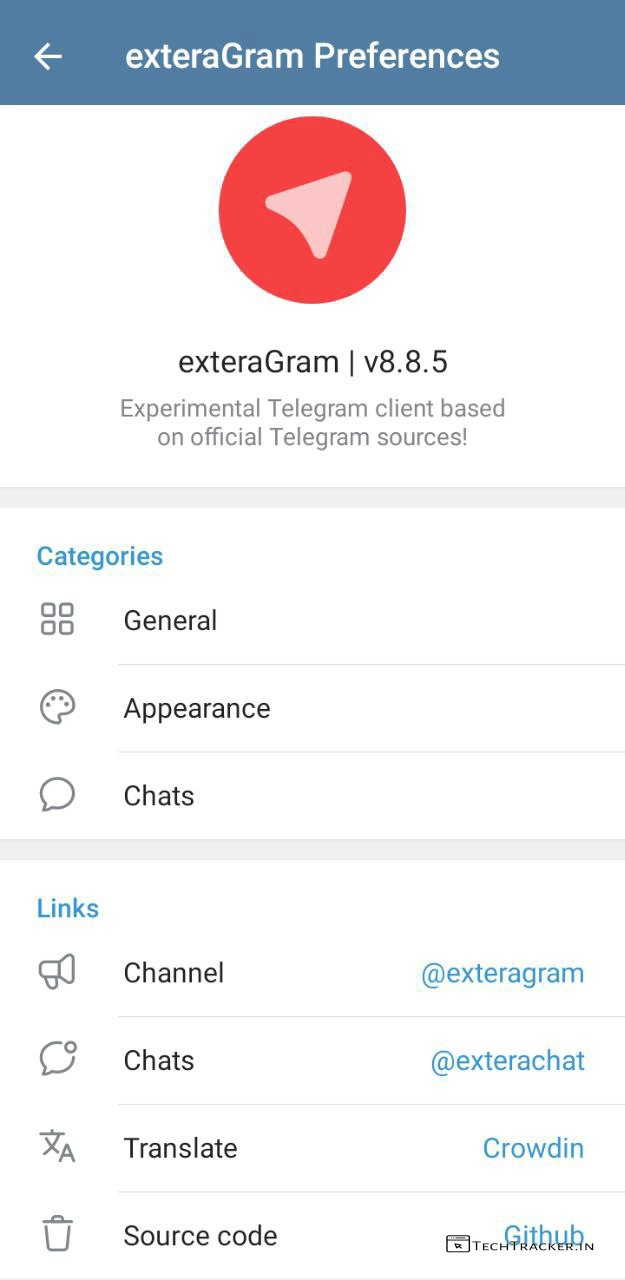 exteraGram Preferences
exteraGram | v8.8.5
Experimental Telegram client based
on official Telegram sources!
Categories
General
Appearance
Chats
Links
Channel @exteragram
Chats @exterachat
Translate Crowdin
Source code Github
TECHTRACKER.IN